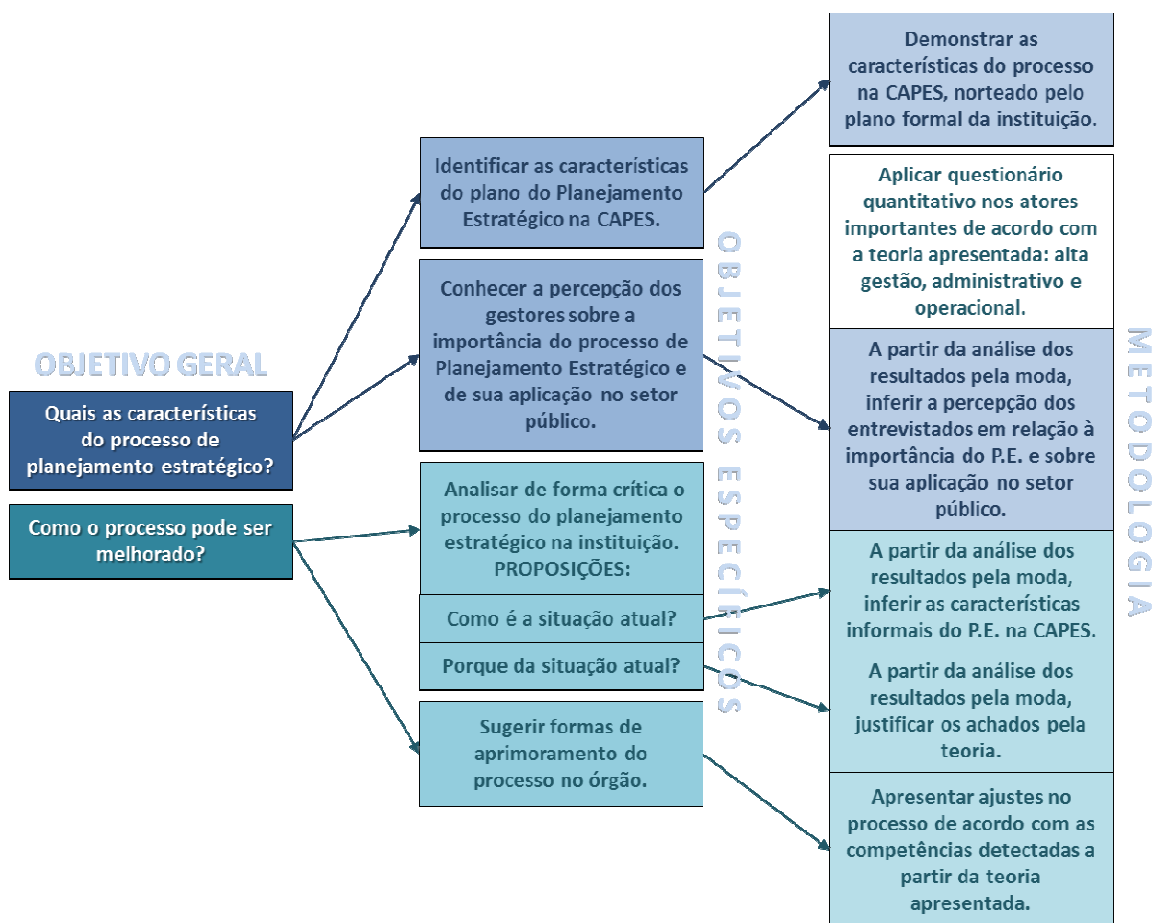 OBJETIVO GERAL
Quais as características
do processo de
planejamento estratégico?
Como o processo pode ser
melhorado?
OBJETIVOS ESPECÍFICOS
Identificar as características
do plano do Planejamento
Estratégico na CAPES.
Conhecer a percepção dos
gestores sobre a
importância do processo de
Planejamento Estratégico e
de sua aplicação no setor
público.
Analisar de forma crítica o
processo do planejamento
estratégico na instituição.
PROPOSIÇÕES:
Como é a situação atual?
Porque da situação atual?
Sugerir formas de
aprimoramento do
processo no órgão.
METODOLOGIA
Demonstrar as
características do processo
na CAPES, norteado pelo
plano formal da instituição.
Aplicar questionário
quantitativo nos atores
importantes de acordo com
a teoria apresentada: alta
gestão, administrativo e
operacional.
A partir da análise dos
resultados pela moda,
inferir a percepção dos
entrevistados em relação à
importância do P.E. e sobre
sua aplicação no setor
público.
A partir da análise dos
resultados pela moda,
inferir as características
informais do P.E. na CAPES.
A partir da análise dos
resultados pela moda,
justificar os achados pela
teoria.
Apresentar ajustes no
processo de acordo com as
competências detectadas a
partir da teoria
apresentada.